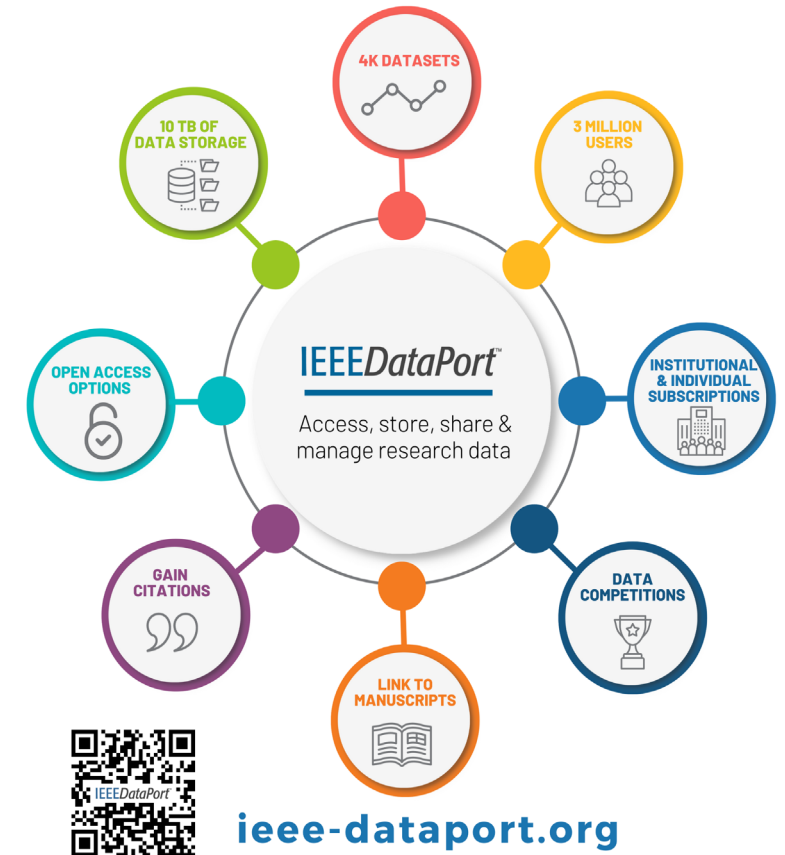 4K DATASETS
10 TB OF
DATA STORAGE
3 MILLION
USERS
IEEEDataPort™
Access, store, share &
manage research data
OPEN ACCESS
OPTIONS
INSTITUTIONAL
& INDIVIDUAL
SUBSCRIPTIONS
GAIN
CITATIONS
DATA
COMPETITIONS
LINK TO
MANUSCRIPTS
IEEEDataPort
ieee-dataport.org